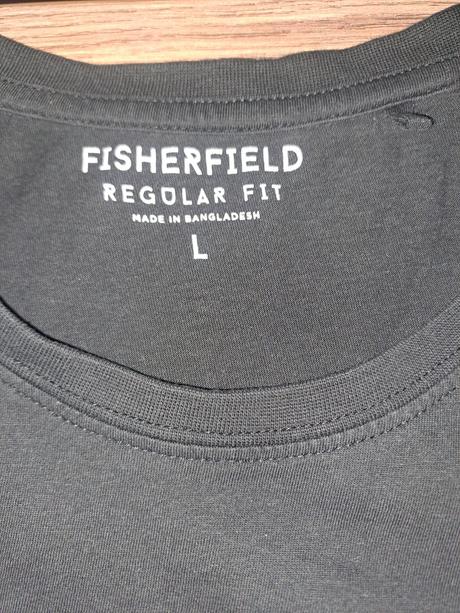 FISHERFIELD
REGULAR FIT
MADE IN BANGLADESH
L